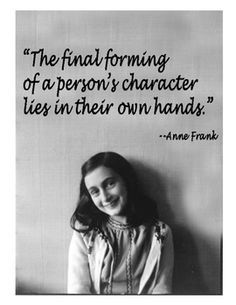 “The final forming
of a person’s character
lies in their own hands.”
--Anne Frank